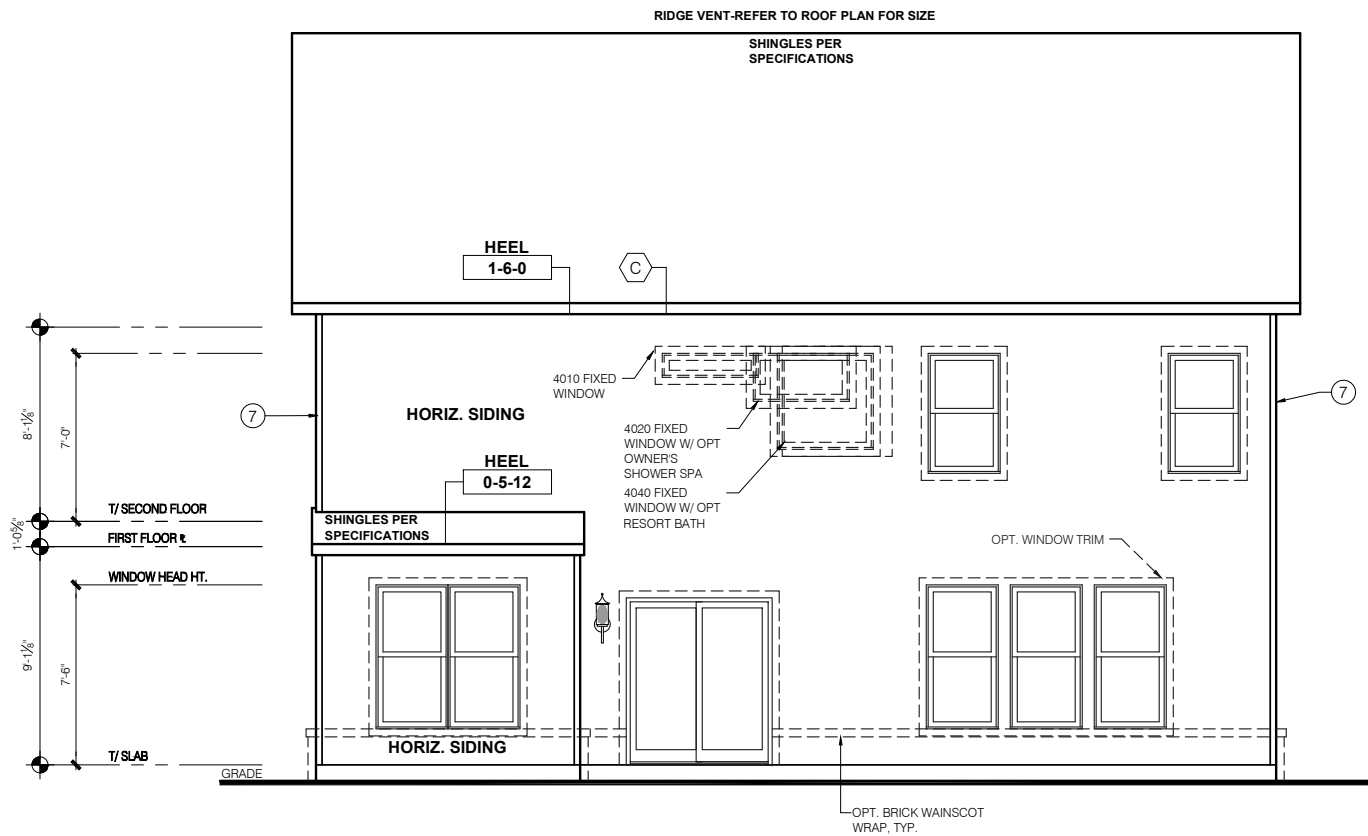 RIDGE VENT-REFER TO ROOF PLAN FOR SIZE
SHINGLES PER
SPECIFICATIONS
HEEL
1-6-0
C
4010 FIXED
WINDOW
7
7
HORIZ. SIDING
8'-1⅛"
7'-0"
4020 FIXED
WINDOW W/ OPT
OWNER'S
SHOWER SPA
HEEL
0-5-12
4040 FIXED
WINDOW W/ OPT
RESORT BATH
T/ SECOND FLOOR
SHINGLES PER
SPECIFICATIONS
1'-0⅝"
FIRST FLOOR
OPT. WINDOW TRIM
WINDOW HEAD HT.
9'-1⅛"
7'-6"
HORIZ. SIDING
T/ SLAB
GRADE
OPT. BRICK WAINSCOT
WRAP, TYP.